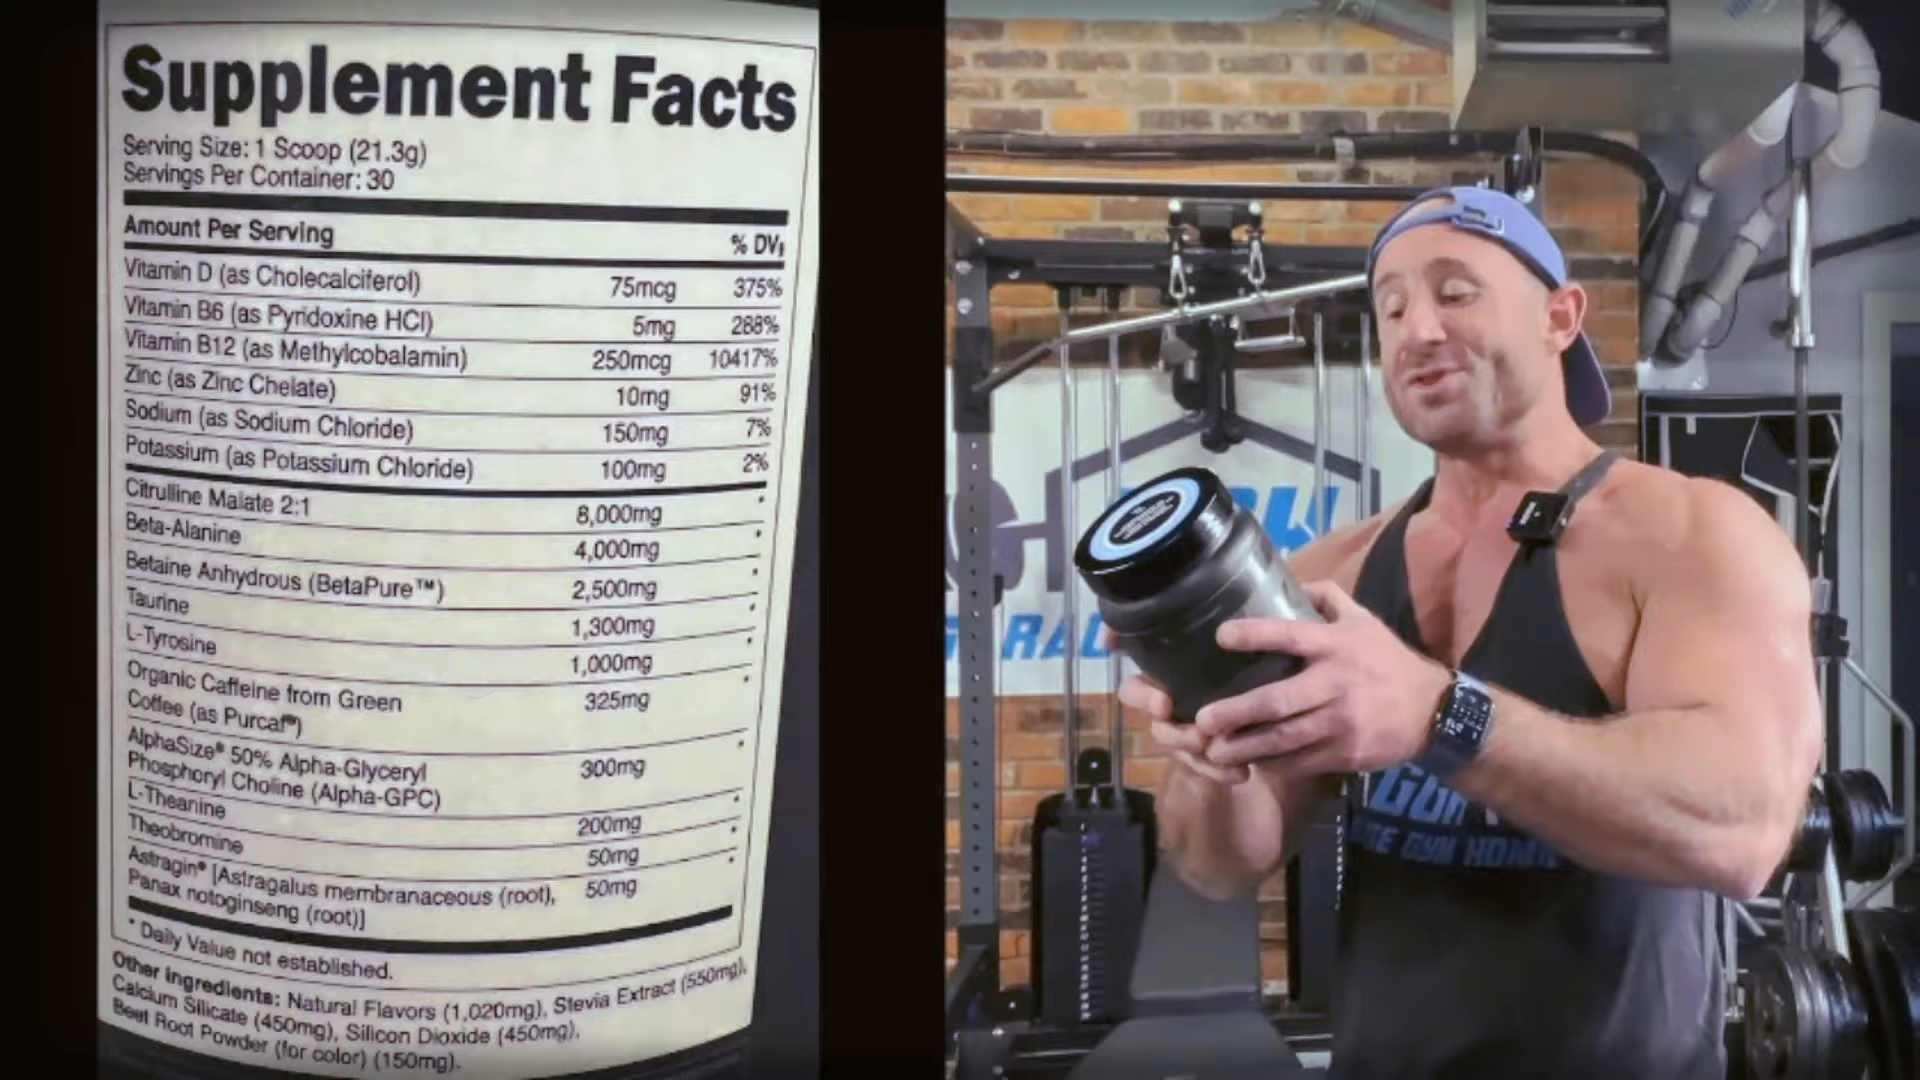 Supplement Facts
Serving Size: 1 Scoop (21.3g)
Servings Per Container: 30
Amount Per Serving % DV‡
Vitamin D (as Cholecalciferol) 75mcg 375%
Vitamin B6 (as Pyridoxine HCl) 5mg 288%
Vitamin B12 (as Methylcobalamin) 250mcg 10417%
Zinc (as Zinc Chelate) 10mg 91%
Sodium (as Sodium Chloride) 150mg 7%
Potassium (as Potassium Chloride) 100mg 2%
Citrulline Malate 2:1 8,000mg *
Beta-Alanine 4,000mg *
Betaine Anhydrous (BetaPure™) 2,500mg *
Taurine 1,300mg *
L-Tyrosine 1,000mg *
Organic Caffeine from Green 325mg *
Coffee (as Purcaf®)
AlphaSize® 50% Alpha-Glyceryl 300mg *
Phosphoryl Choline (Alpha-GPC)
L-Theanine 200mg *
Theobromine 50mg *
Astragin® [Astragalus membranaceous (root), 50mg *
Panax notoginseng (root)]
* Daily Value not established.
Other Ingredients: Natural Flavors (1,020mg), Stevia Extract (550mg),
Calcium Silicate (450mg), Silicon Dioxide (450mg),
Beet Root Powder (for color) (150mg).